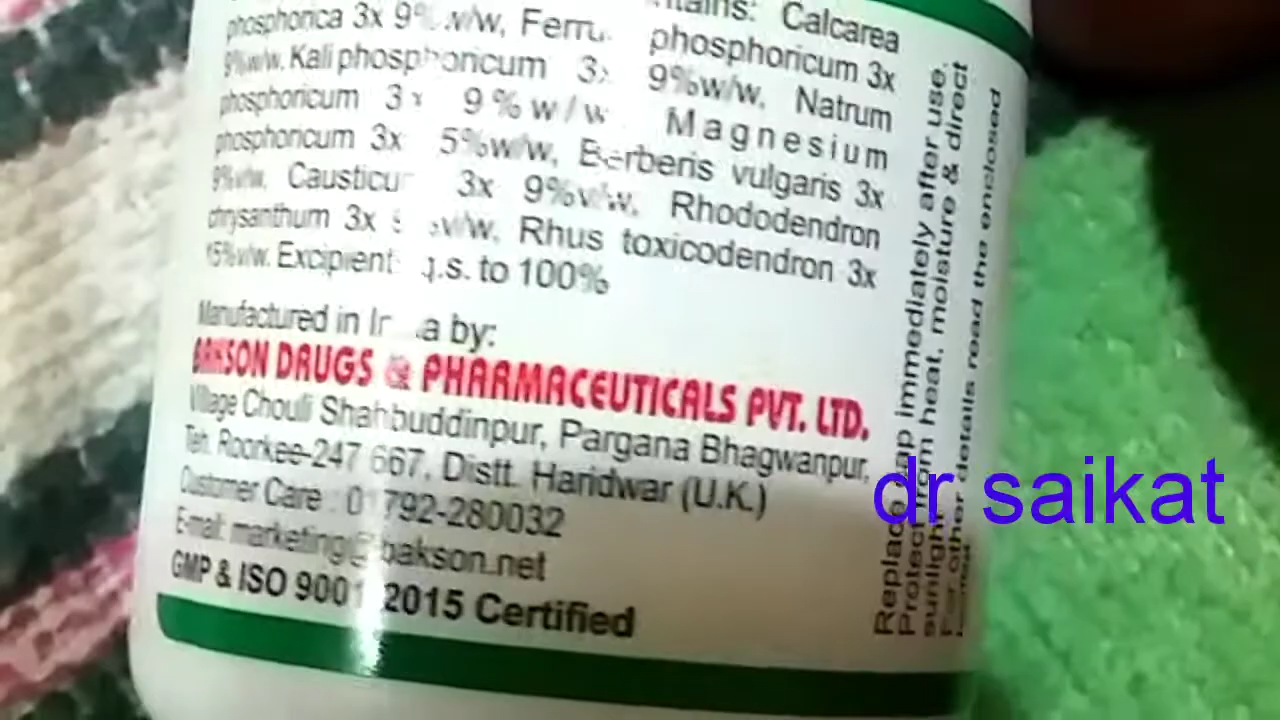 Calcarea
phosphorica 3x 9% w/w, phosphoricum 3x
9%w/w, Kali phosphoricum 3x 9%w/w, Natrum
phosphoricum 3x 9%w/w Magnesium
phosphoricum 3x 5%w/w, Berberis vulgaris 3x
9%v/w, Causticum 3x 9%v/w, Rhododendron
chrysanthum 3x v/w, Rhus toxicodendron 3x
15%v/w. Excipient q.s. to 100%
Manufactured in India by:
BAKSON DRUGS & PHARMACEUTICALS PVT. LTD.
Village Chouli Shahbuddinpur, Pargana Bhagwanpur,
Teh. Roorkee-247 667, Distt. Haridwar (U.K.)
Customer Care : 01792-280032
E-mail: marketing@bakson.net
GMP & ISO 9001:2015 Certified
Replace cap immediately after use.
Protect from heat, moisture & direct
sunlight.
For other details read the enclosed
dr saikat